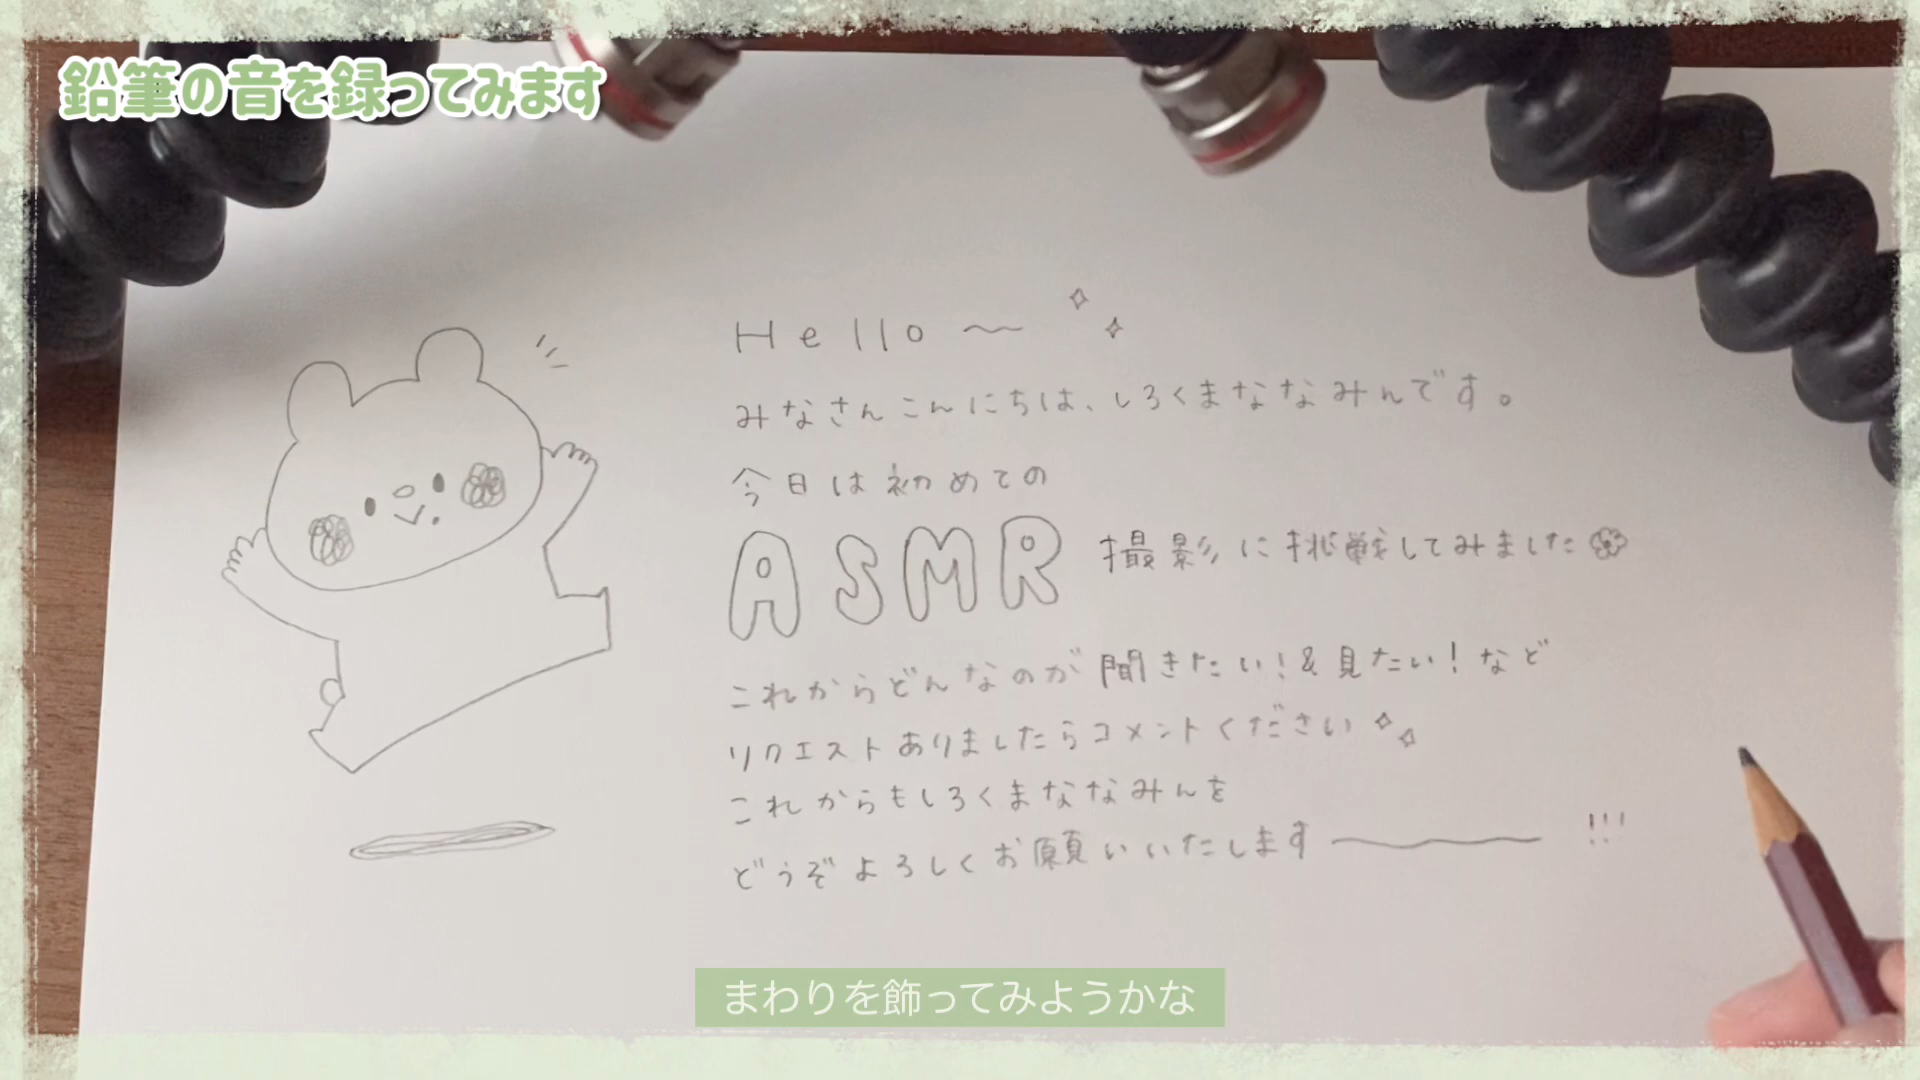 鉛筆の音を録ってみます
Hello～
みなさんこんにちは、しろくまななみんです。
今日は初めての
ASMR 撮影に挑戦してみました
これからどんなのが聞きたい!&見たい!など
リクエストありましたらコメントください
これからもしろくまななみんを
どうぞよろしくお願いいたします――!!!
まわりを飾ってみようかな